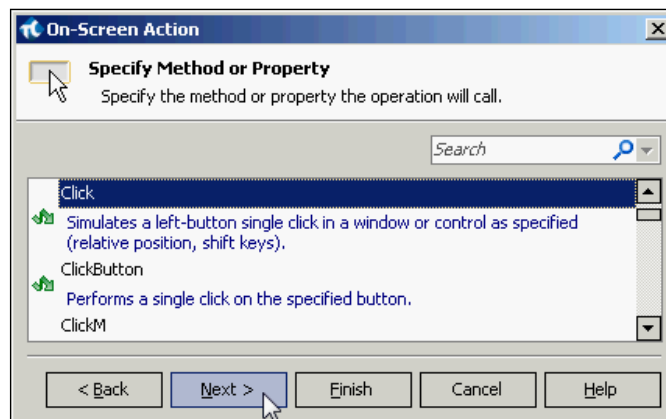 On-Screen Action
Specify Method or Property
Specify the method or property the operation will call.
Search
Click
Simulates a left-button single click in a window or control as specified
(relative position, shift keys).
ClickButton
Performs a single click on the specified button.
ClickM
< Back
Next >
Finish
Cancel
Help